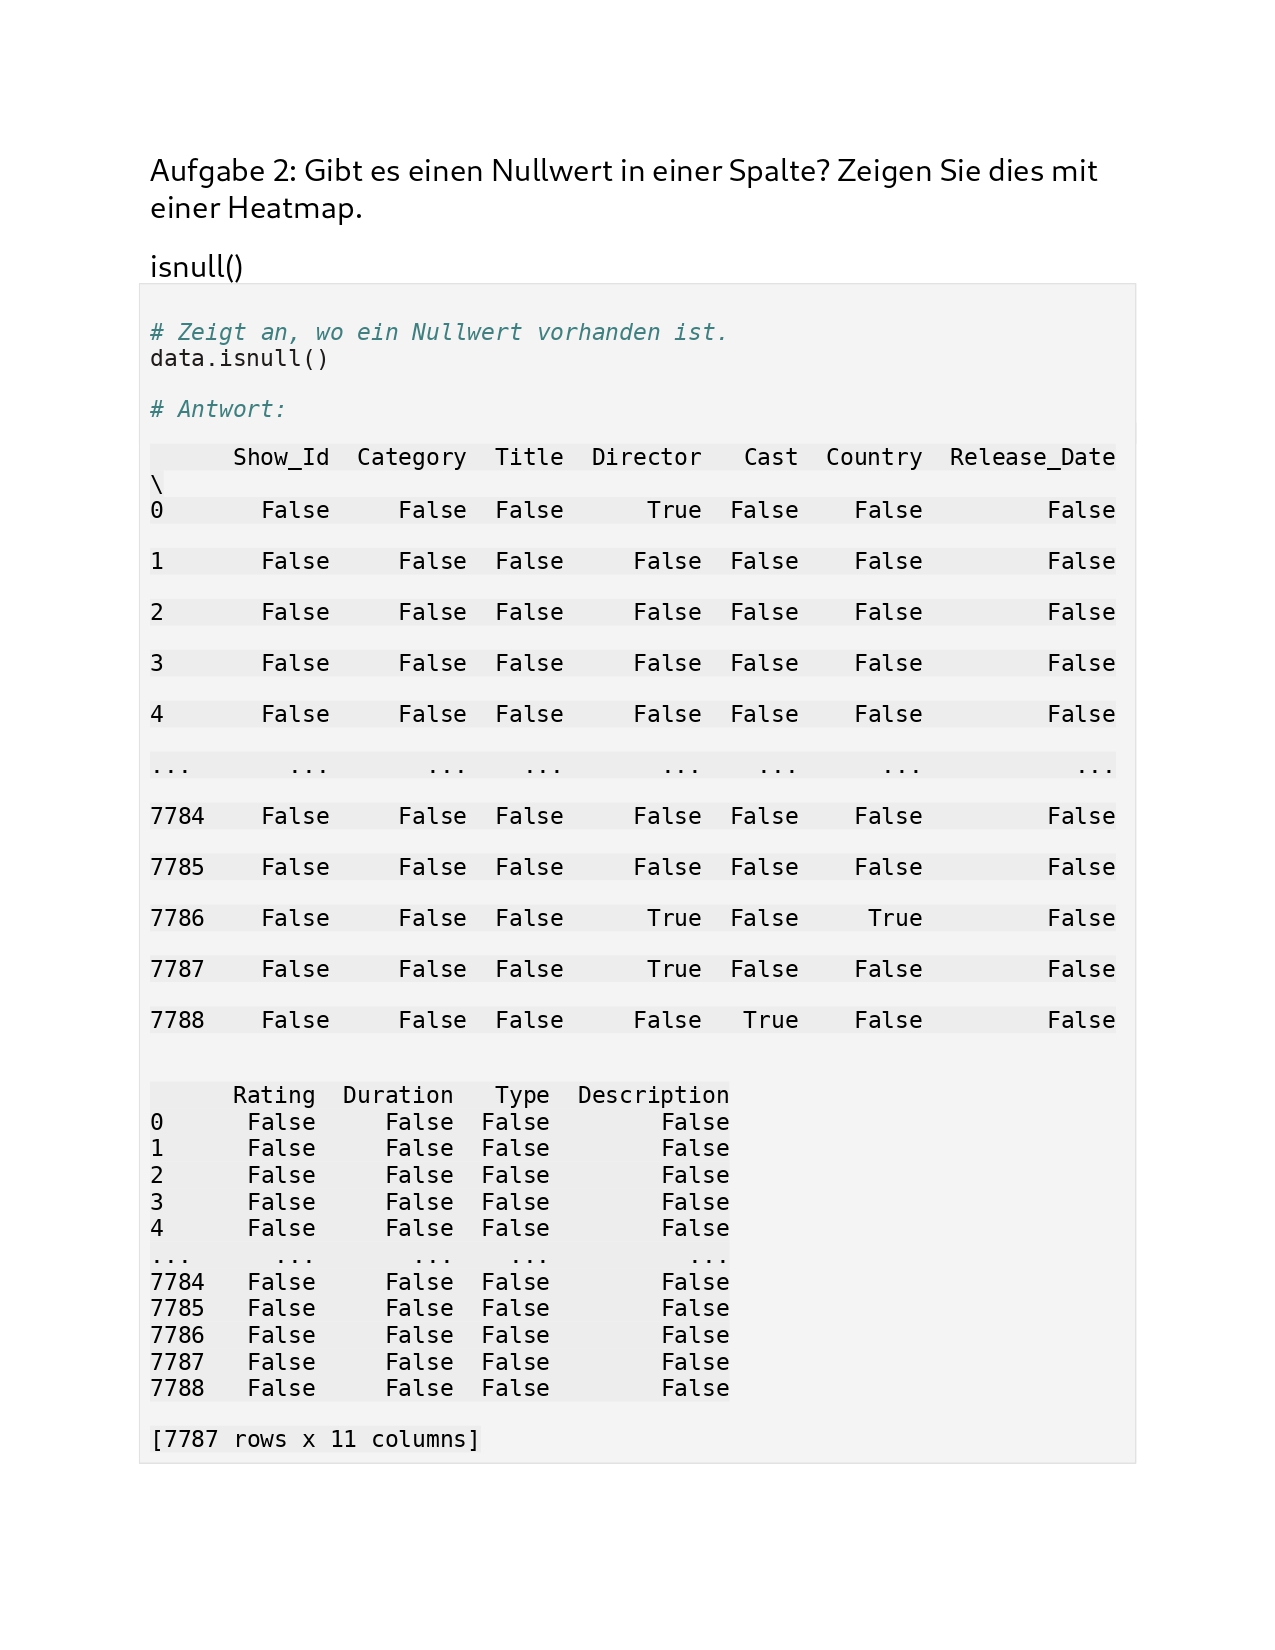 Aufgabe 2: Gibt es einen Nullwert in einer Spalte? Zeigen Sie dies mit
einer Heatmap.
isnull()
# Zeigt an, wo ein Nullwert vorhanden ist.
data.isnull()
# Antwort:
      Show_Id  Category  Title  Director   Cast  Country  Release_Date
\
0       False     False  False      True  False    False         False
1       False     False  False     False  False    False         False
2       False     False  False     False  False    False         False
3       False     False  False     False  False    False         False
4       False     False  False     False  False    False         False
...       ...       ...    ...       ...    ...      ...           ...
7784    False     False  False     False  False    False         False
7785    False     False  False     False  False    False         False
7786    False     False  False      True  False     True         False
7787    False     False  False      True  False    False         False
7788    False     False  False     False   True    False         False
      Rating  Duration   Type  Description
0      False     False  False        False
1      False     False  False        False
2      False     False  False        False
3      False     False  False        False
4      False     False  False        False
...      ...       ...    ...          ...
7784   False     False  False        False
7785   False     False  False        False
7786   False     False  False        False
7787   False     False  False        False
7788   False     False  False        False
[7787 rows x 11 columns]